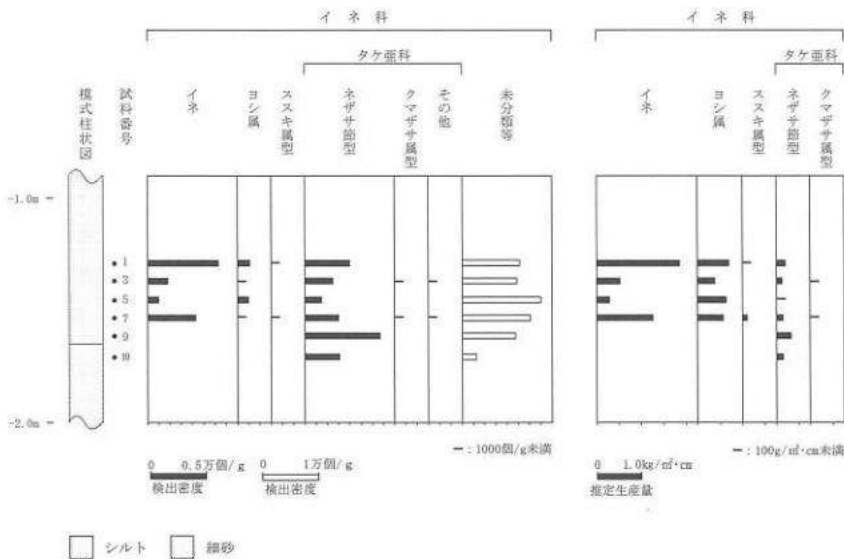 イネ科
イネ科
タケ亜科
タケ亜科
模式柱状図
試料番号
イネ
ヨシ属
ススキ属型
ネザサ節型
クマザサ属型
その他
未分類等
イネ
ヨシ属
ススキ属型
ネザサ節型
クマザサ属型
-1.0m
1
3
5
7
9
10
-2.0m
━ : 1000個/g未満
━ : 100g/㎡·cm未満
0 0.5万個/g
検出密度
0 1万個/g
検出密度
0 1.0kg/㎡·cm
推定生産量
シルト
細砂